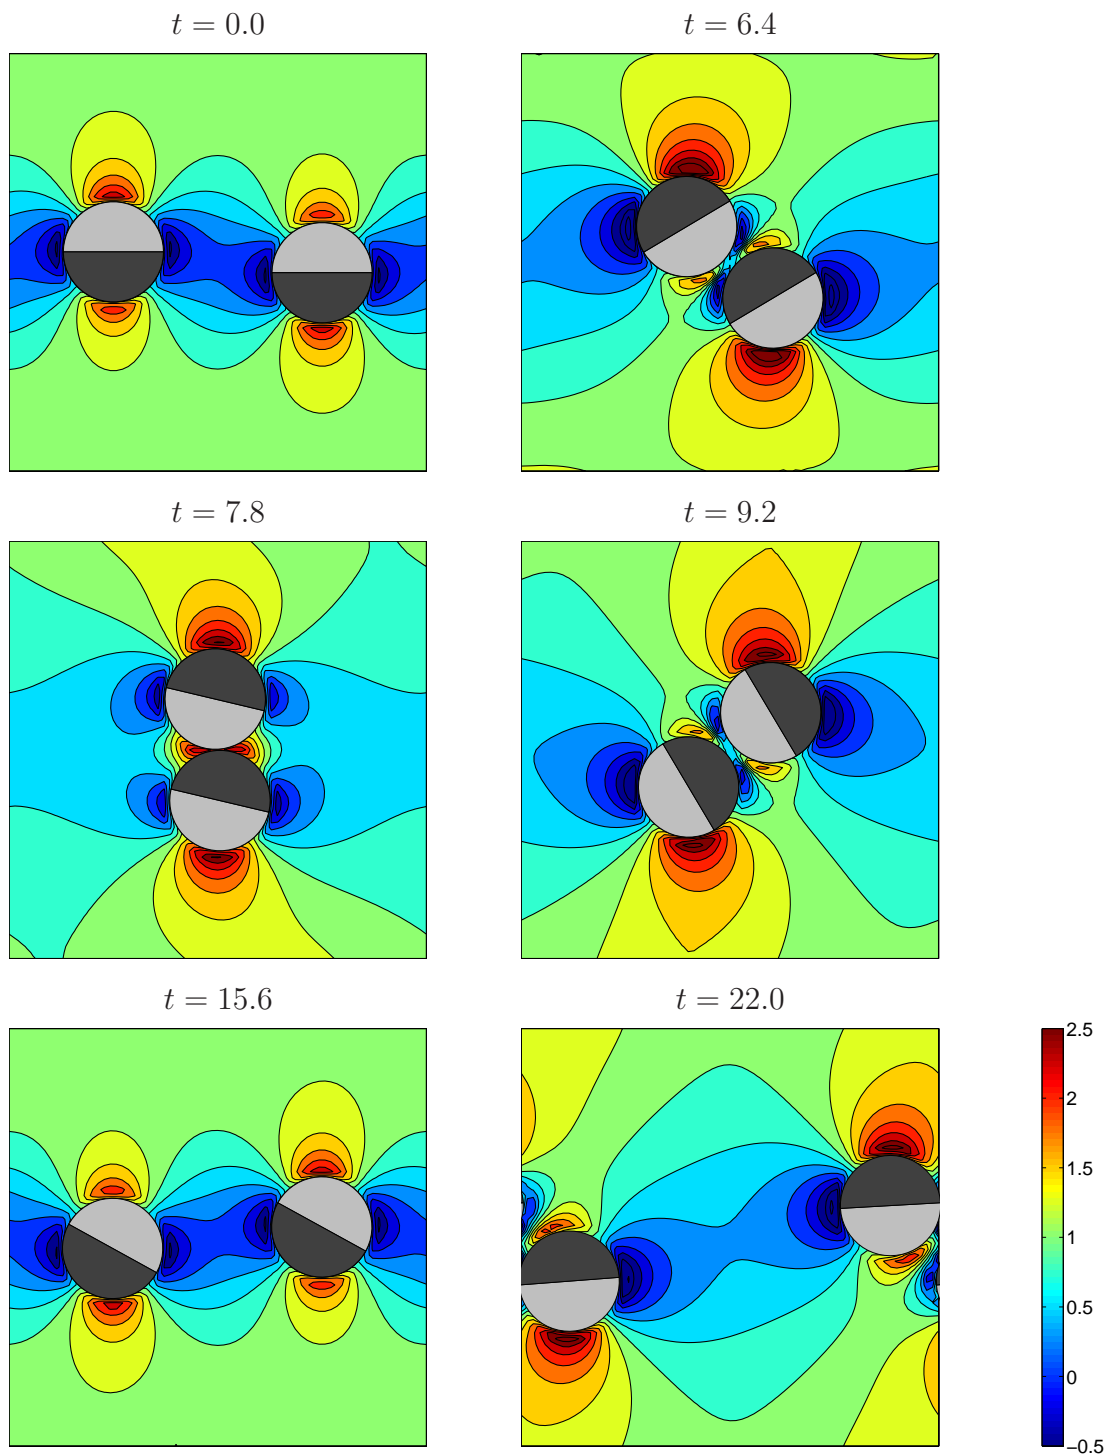 t = 0.0
t = 6.4
t = 7.8
t = 9.2
t = 15.6
t = 22.0
2.5
2
1.5
1
0.5
0
−0.5